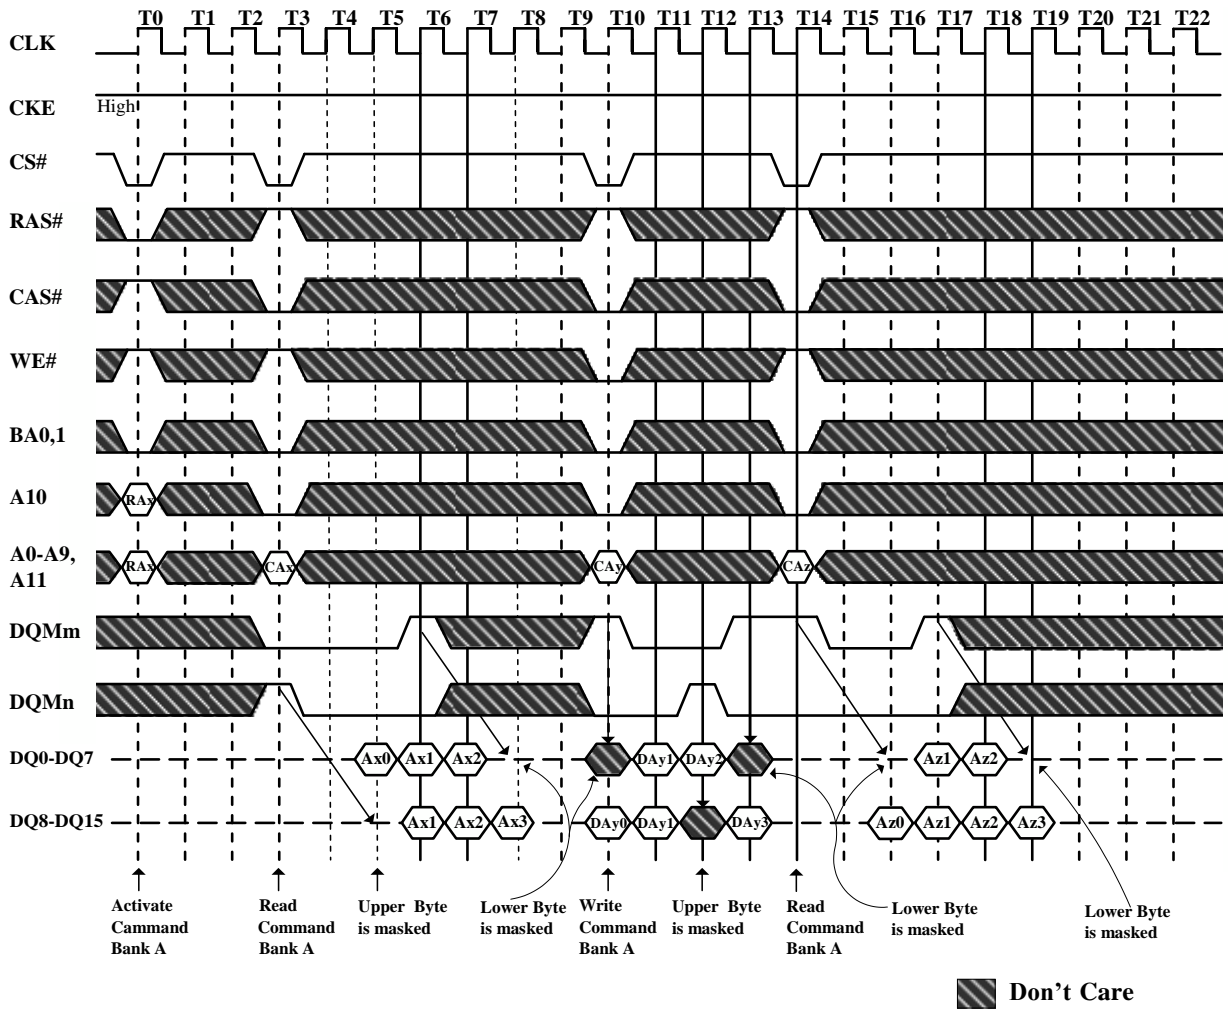 T0 T1 T2 T3 T4 T5 T6 T7 T8 T9 T10 T11 T12 T13 T14 T15 T16 T17 T18 T19 T20 T21 T22
CLK
CKE High
CS#
RAS#
CAS#
WE#
BA0,1
A10 RAx
A0-A9,
A11 RAx CAx CAy CAz
DQMm
DQMn
DQ0-DQ7 Ax0 Ax1 Ax2 DAy1 DAy2 Az1 Az2
DQ8-DQ15 Ax1 Ax2 Ax3 DAy0 DAy1 DAy3 Az0 Az1 Az2 Az3
Activate
Cammand
Bank A
Read
Command
Bank A
Upper Byte
is masked
Lower Byte
is masked
Write
Command
Bank A
Upper Byte
is masked
Read
Command
Bank A
Lower Byte
is masked
Lower Byte
is masked
Don't Care